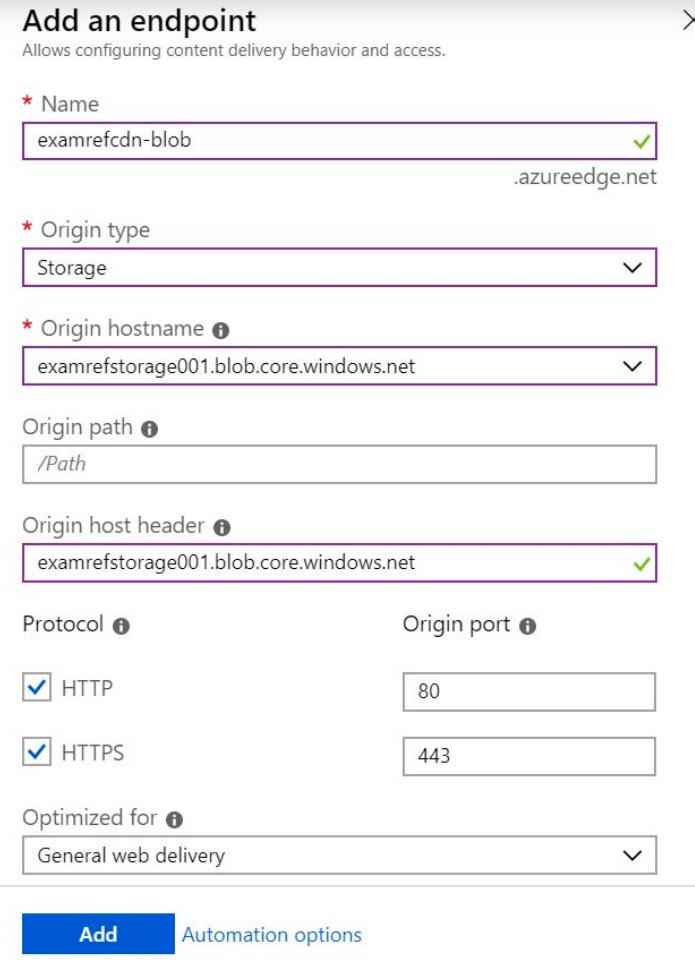 Add an endpoint
Allows configuring content delivery behavior and access.
* Name
examrefcdn-blob
.azureedge.net
* Origin type
Storage
* Origin hostname
examrefstorage001.blob.core.windows.net
Origin path
/Path
Origin host header
examrefstorage001.blob.core.windows.net
Protocol Origin port
HTTP 80
HTTPS 443
Optimized for
General web delivery
Add Automation options